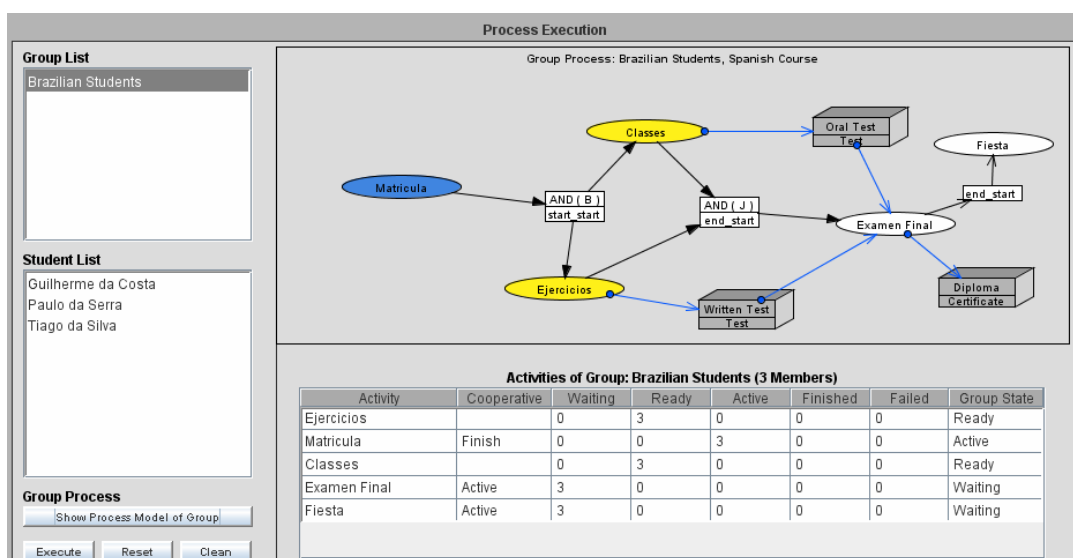 Process Execution
Group List
Brazilian Students
Student List
Guilherme da Costa
Paulo da Serra
Tiago da Silva
Group Process
Show Process Model of Group
Execute Reset Clean
Group Process: Brazilian Students, Spanish Course
Classes
Oral Test
Test
Fiesta
Matricula
AND ( B )
start_start
AND ( J )
end_start
end_start
Examen Final
Ejercicios
Written Test
Test
Diploma
Certificate
Activities of Group: Brazilian Students (3 Members)
Activity Cooperative Waiting Ready Active Finished Failed Group State
Ejercicios 0 3 0 0 0 Ready
Matricula Finish 0 0 3 0 0 Active
Classes 0 3 0 0 0 Ready
Examen Final Active 3 0 0 0 0 Waiting
Fiesta Active 3 0 0 0 0 Waiting